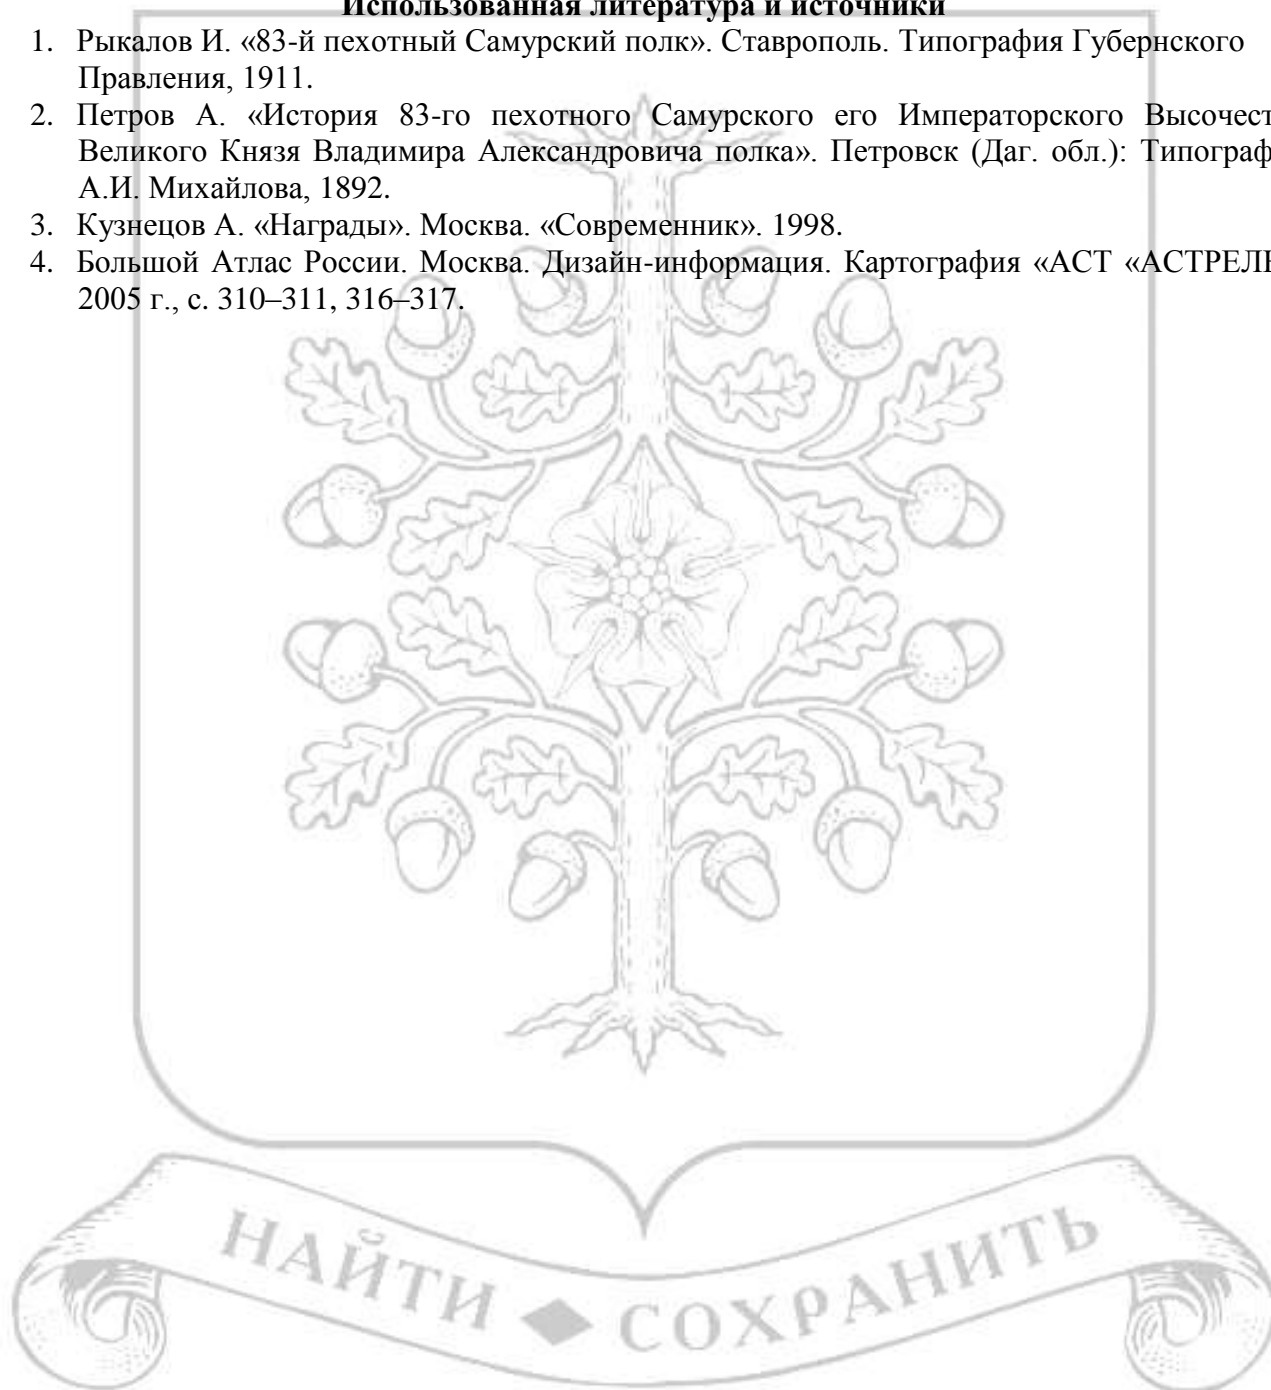 Использованная литература и источники
1. Рыкалов И. «83-й пехотный Самурский полк». Ставрополь. Типография Губернского
Правления, 1911.
2. Петров А. «История 83-го пехотного Самурского его Императорского Высочест
Великого Князя Владимира Александровича полка». Петровск (Даг. обл.): Типограф
А.И. Михайлова, 1892.
3. Кузнецов А. «Награды». Москва. «Современник». 1998.
4. Большой Атлас России. Москва. Дизайн-информация. Картография «АСТ «АСТРЕЛ
2005 г., с. 310–311, 316–317.
НАЙТИ ◆ СОХРАНИТЬ